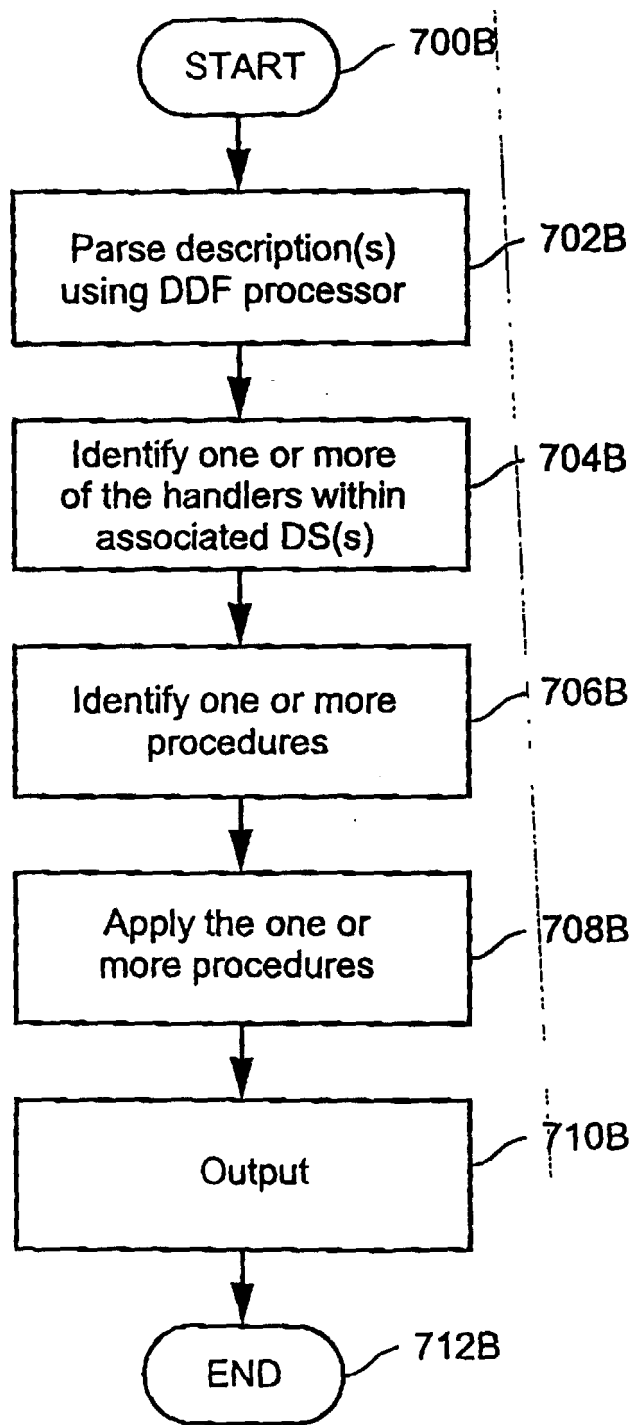 START
700B
Parse description(s)
using DDF processor
702B
Identify one or more
of the handlers within
associated DS(s)
704B
Identify one or more
procedures
706B
Apply the one or
more procedures
708B
Output
710B
END
712B